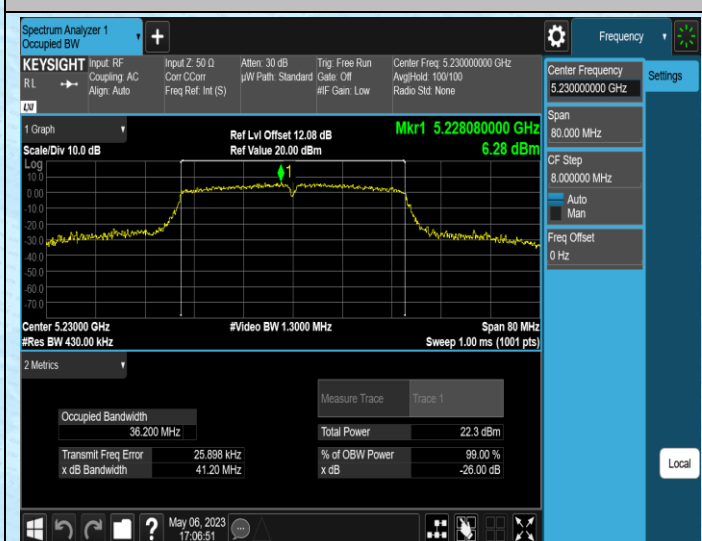 Spectrum Analyzer 1
Occupied BW
+
Frequency
KEYSIGHT
RL
Input: RF
Coupling: AC
Align: Auto
Input Z: 50 Ω
Corr CCorr
Freq Ref: Int (S)
Atten: 30 dB
µW Path: Standard
Trig: Free Run
Gate: Off
#IF Gain: Low
Center Freq: 5.230000000 GHz
Avg|Hold: 100/100
Radio Std: None
LXI
Center Frequency
5.230000000 GHz
Settings
Span
80.000 MHz
CF Step
8.000000 MHz
Auto
Man
Freq Offset
0 Hz
1 Graph
Scale/Div 10.0 dB
Ref Lvl Offset 12.08 dB
Ref Value 20.00 dBm
Mkr1 5.228080000 GHz
6.28 dBm
Log
10.0
0.00
-10.0
-20.0
-30.0
-40.0
-50.0
-60.0
-70.0
1
Center 5.23000 GHz
#Res BW 430.00 kHz
#Video BW 1.3000 MHz
Span 80 MHz
Sweep 1.00 ms (1001 pts)
2 Metrics
Measure Trace Trace 1
Occupied Bandwidth
36.200 MHz
Total Power 22.3 dBm
Transmit Freq Error 25.898 kHz
% of OBW Power 99.00 %
x dB Bandwidth 41.20 MHz
x dB -26.00 dB
Local
?
May 06, 2023
17:06:51